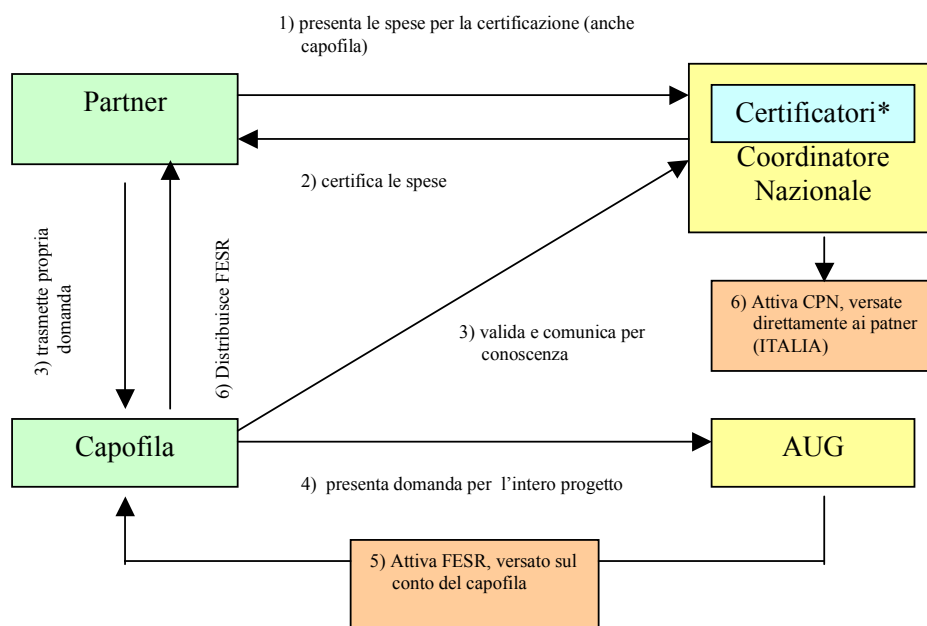 1) presenta le spese per la certificazione (anche
capofila)
Partner
Certificatori*
Coordinatore
Nazionale
2) certifica le spese
3) trasmette propria
domanda
6) Distribuisce FESR
3) valida e comunica per
conoscenza
6) Attiva CPN, versate
direttamente ai patner
(ITALIA)
Capofila
AUG
4) presenta domanda per l'intero progetto
5) Attiva FESR, versato sul
conto del capofila